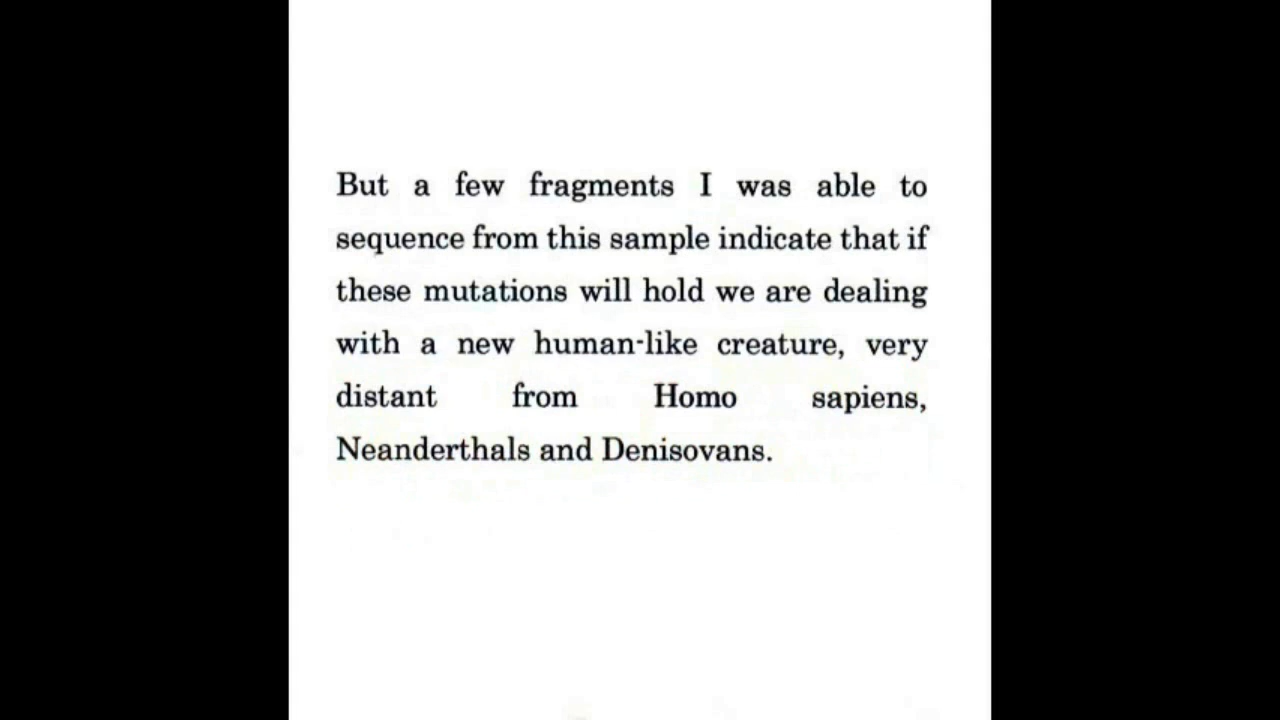 But a few fragments I was able to
sequence from this sample indicate that if
these mutations will hold we are dealing
with a new human-like creature, very
distant from Homo sapiens,
Neanderthals and Denisovans.